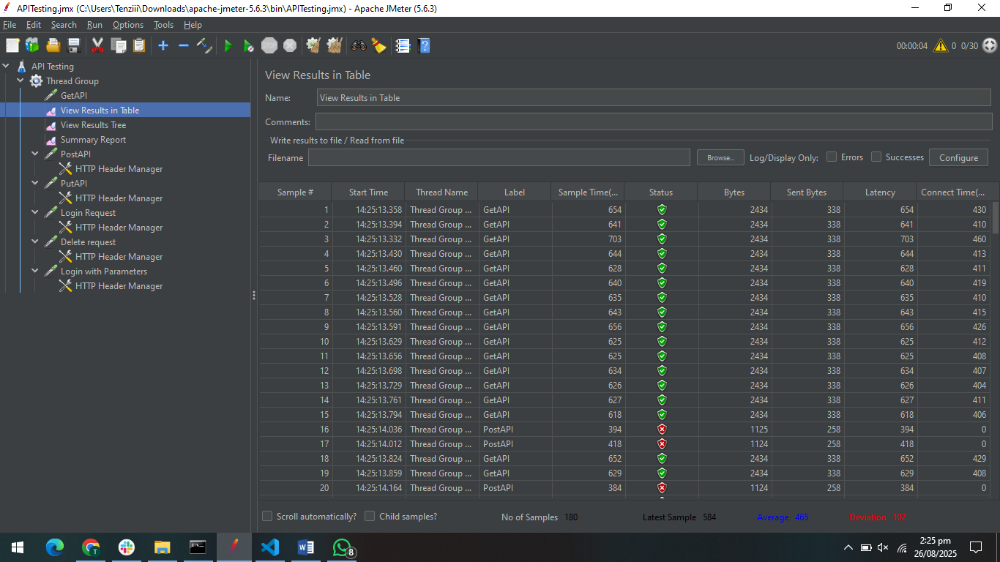 APITesting.jmx (C:\Users\Tenziii\Downloads\apache-jmeter-5.6.3\bin\APITesting.jmx) - Apache JMeter (5.6.3)
File Edit Search Run Options Tools Help
STOP
00:00:04 0 0/30
API Testing
Thread Group
GetAPI
View Results in Table
View Results Tree
Summary Report
PostAPI
HTTP Header Manager
PutAPI
HTTP Header Manager
Login Request
HTTP Header Manager
Delete request
HTTP Header Manager
Login with Parameters
HTTP Header Manager
View Results in Table
Name: View Results in Table
Comments:
Write results to file / Read from file
Filename Browse... Log/Display Only: Errors Successes Configure
Sample # Start Time Thread Name Label Sample Time(... Status Bytes Sent Bytes Latency Connect Time(...
1 14:25:13.358 Thread Group ... GetAPI 654 2434 338 654 430
2 14:25:13.394 Thread Group ... GetAPI 641 2434 338 641 410
3 14:25:13.332 Thread Group ... GetAPI 703 2434 338 703 460
4 14:25:13.430 Thread Group ... GetAPI 644 2434 338 644 413
5 14:25:13.460 Thread Group ... GetAPI 628 2434 338 628 411
6 14:25:13.496 Thread Group ... GetAPI 640 2434 338 640 419
7 14:25:13.528 Thread Group ... GetAPI 635 2434 338 635 410
8 14:25:13.560 Thread Group ... GetAPI 643 2434 338 643 415
9 14:25:13.591 Thread Group ... GetAPI 656 2434 338 656 426
10 14:25:13.629 Thread Group ... GetAPI 625 2434 338 625 412
11 14:25:13.656 Thread Group ... GetAPI 625 2434 338 625 408
12 14:25:13.698 Thread Group ... GetAPI 634 2434 338 634 407
13 14:25:13.729 Thread Group ... GetAPI 626 2434 338 626 404
14 14:25:13.761 Thread Group ... GetAPI 627 2434 338 627 411
15 14:25:13.794 Thread Group ... GetAPI 618 2434 338 618 406
16 14:25:14.036 Thread Group ... PostAPI 394 1125 258 394 0
17 14:25:14.012 Thread Group ... PostAPI 418 1124 258 418 0
18 14:25:13.824 Thread Group ... GetAPI 652 2434 338 652 429
19 14:25:13.859 Thread Group ... GetAPI 629 2434 338 629 408
20 14:25:14.164 Thread Group ... PostAPI 384 1124 258 384 0
Scroll automatically? Child samples? No of Samples 180 Latest Sample 584 Average 465 Deviation 102
8
2:25 pm
26/08/2025